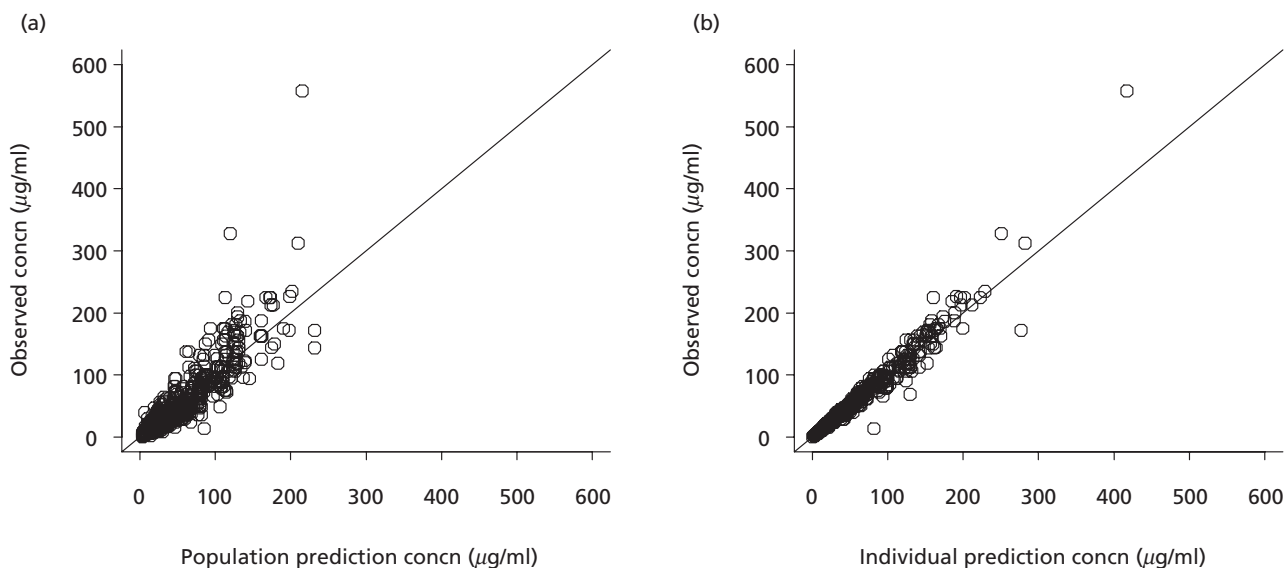 (a)
600
500
400
300
200
100
0
Observed concn (μg/ml)
0 100 200 300 400 500 600
Population prediction concn (μg/ml)
(b)
600
500
400
300
200
100
0
Observed concn (μg/ml)
0 100 200 300 400 500 600
Individual prediction concn (μg/ml)